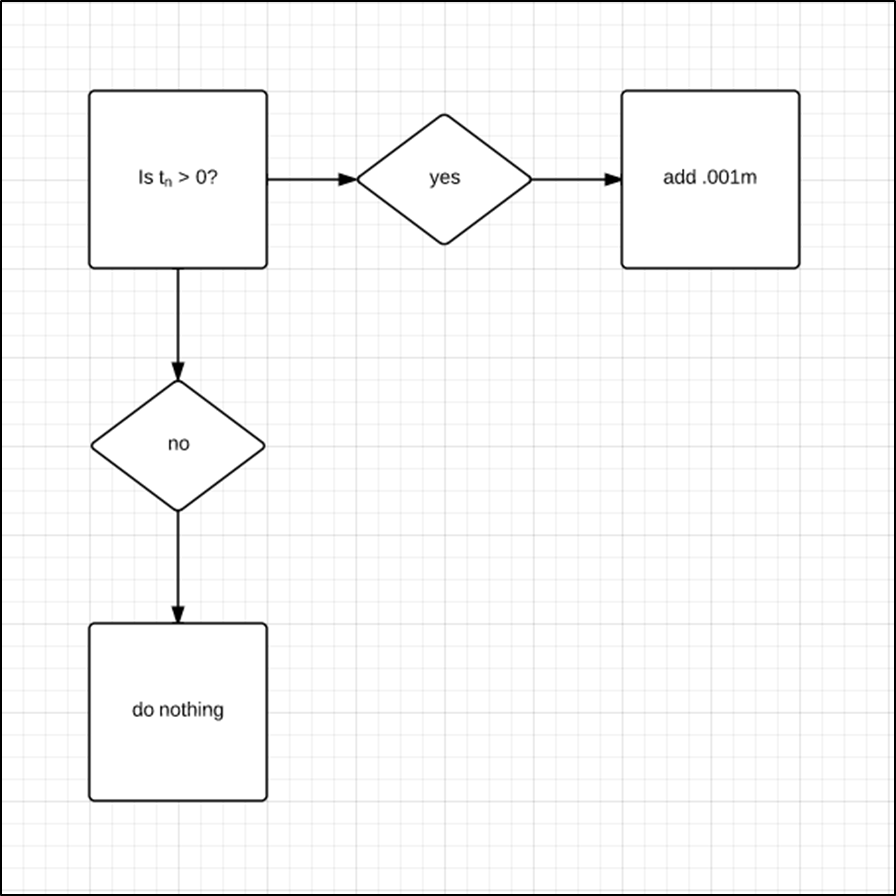 Is tₙ > 0?
yes
add .001m
no
do nothing